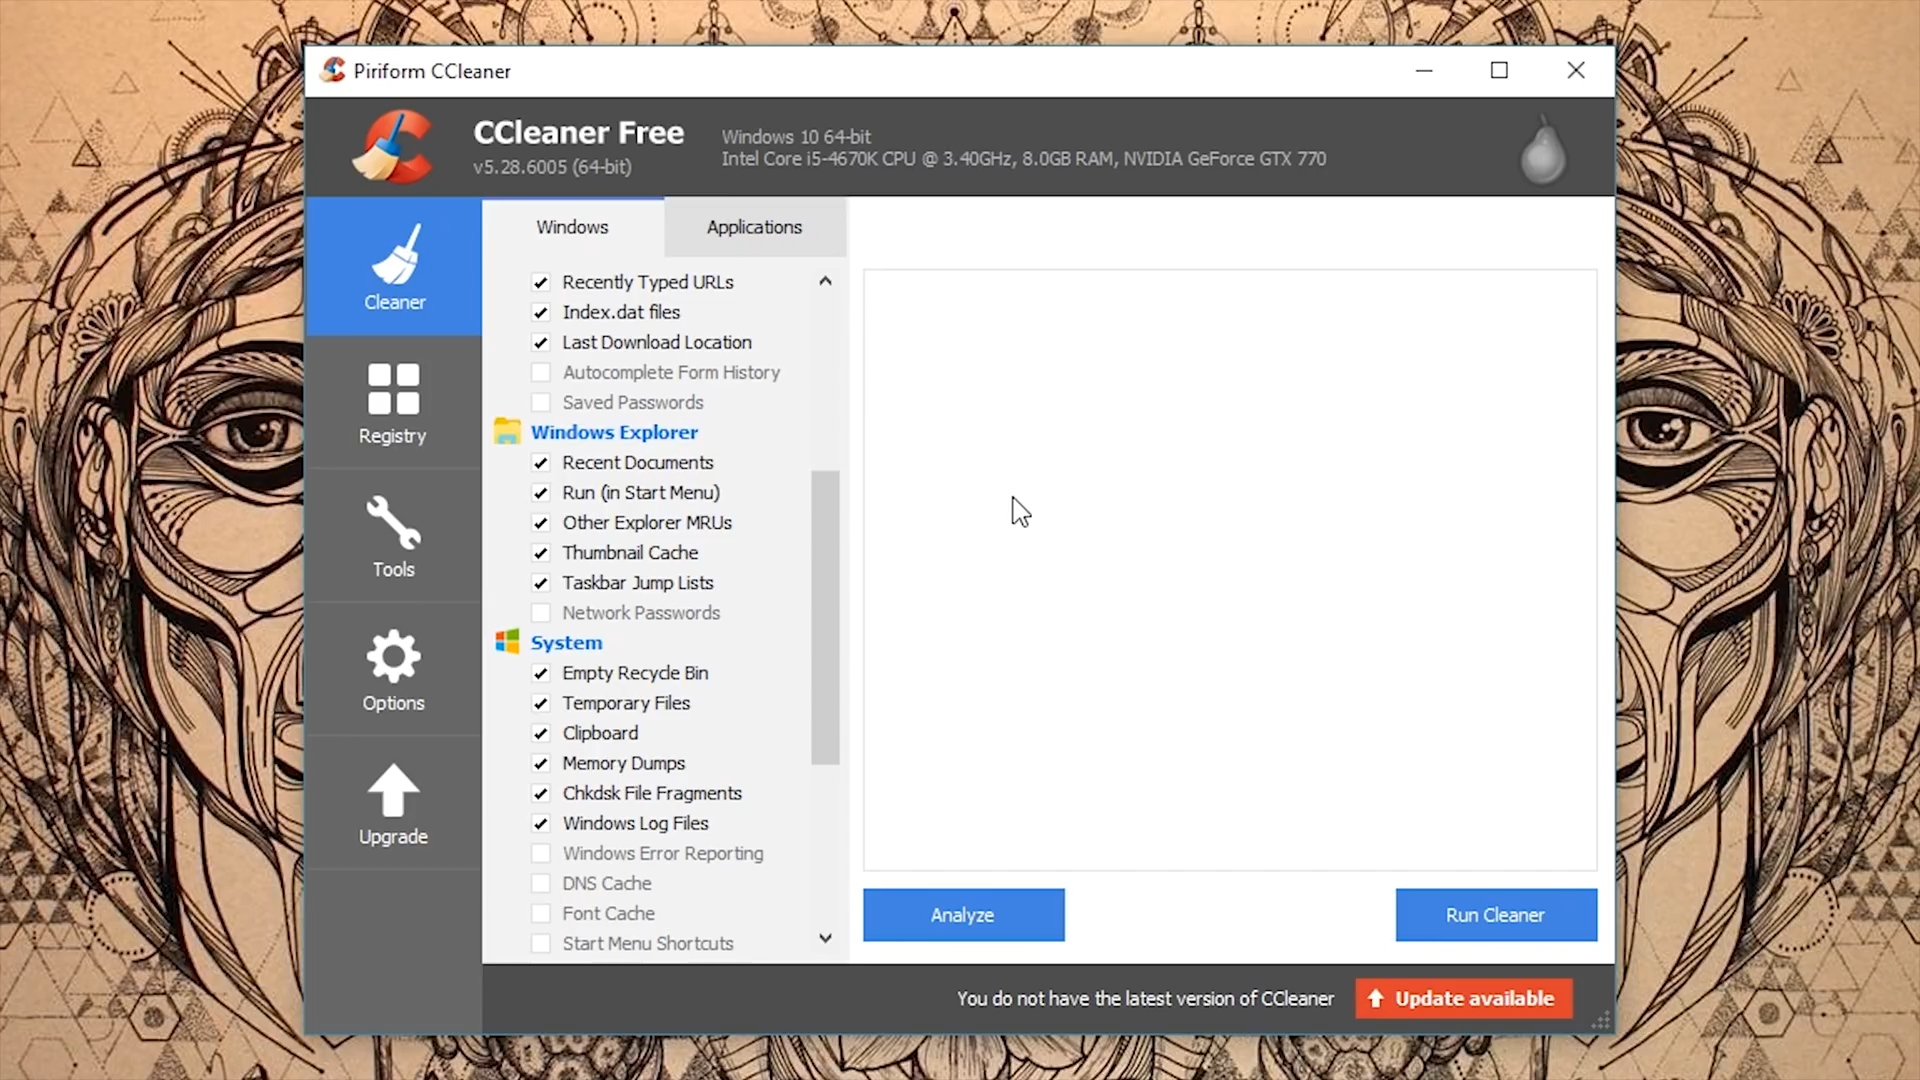 Piriform CCleaner
CCleaner Free
v5.28.6005 (64-bit)
Windows 10 64-bit
Intel Core i5-4670K CPU @ 3.40GHz, 8.0GB RAM, NVIDIA GeForce GTX 770
Cleaner
Registry
Tools
Options
Upgrade
Windows
Applications
Recently Typed URLs
Index.dat files
Last Download Location
Autocomplete Form History
Saved Passwords
Windows Explorer
Recent Documents
Run (in Start Menu)
Other Explorer MRUs
Thumbnail Cache
Taskbar Jump Lists
Network Passwords
System
Empty Recycle Bin
Temporary Files
Clipboard
Memory Dumps
Chkdsk File Fragments
Windows Log Files
Windows Error Reporting
DNS Cache
Font Cache
Start Menu Shortcuts
Analyze
Run Cleaner
You do not have the latest version of CCleaner
Update available